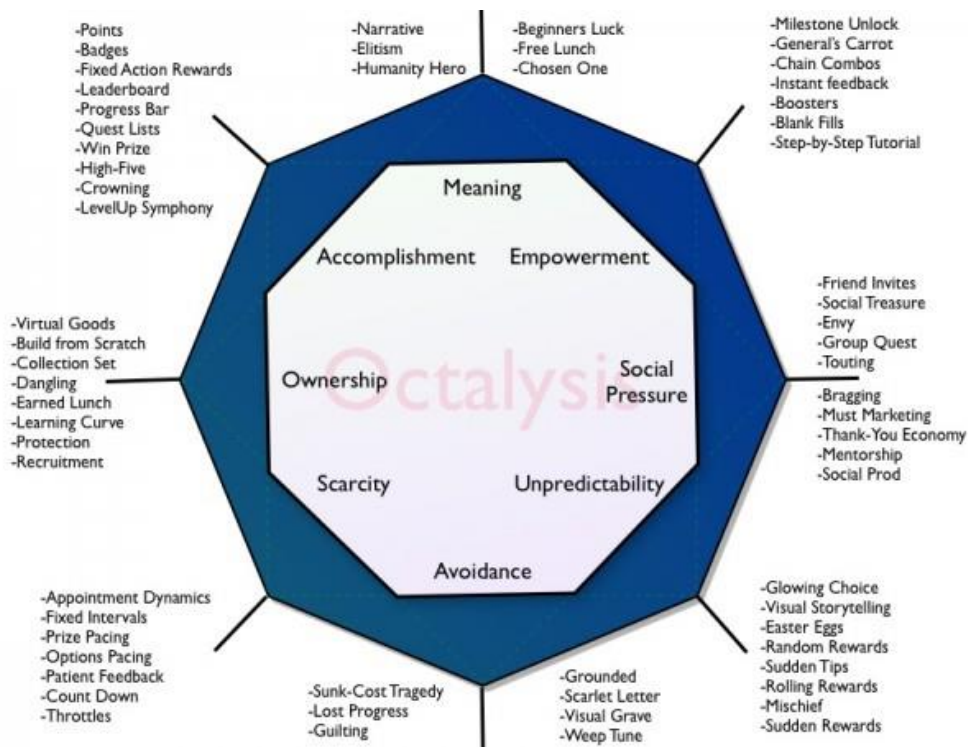 -Points
-Badges
-Fixed Action Rewards
-Leaderboard
-Progress Bar
-Quest Lists
-Win Prize
-High-Five
-Crowning
-LevelUp Symphony
-Narrative
-Elitism
-Humanity Hero
-Beginners Luck
-Free Lunch
-Chosen One
-Milestone Unlock
-General's Carrot
-Chain Combos
-Instant feedback
-Boosters
-Blank Fills
-Step-by-Step Tutorial
Meaning
Accomplishment
Empowerment
-Virtual Goods
-Build from Scratch
-Collection Set
-Dangling
-Earned Lunch
-Learning Curve
-Protection
-Recruitment
Ownership
Octalysis
Social
Pressure
-Friend Invites
-Social Treasure
-Envy
-Group Quest
-Touting
-Bragging
-Must Marketing
-Thank-You Economy
-Mentorship
-Social Prod
Scarcity
Unpredictability
Avoidance
-Appointment Dynamics
-Fixed Intervals
-Prize Pacing
-Options Pacing
-Patient Feedback
-Count Down
-Throttles
-Sunk-Cost Tragedy
-Lost Progress
-Guilting
-Grounded
-Scarlet Letter
-Visual Grave
-Weep Tune
-Glowing Choice
-Visual Storytelling
-Easter Eggs
-Random Rewards
-Sudden Tips
-Rolling Rewards
-Mischief
-Sudden Rewards